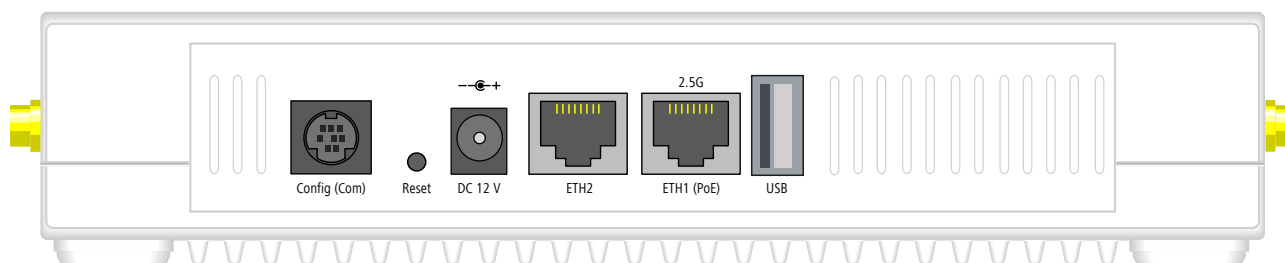 2.5G
Config (Com)
Reset
DC 12 V
ETH2
ETH1 (PoE)
USB